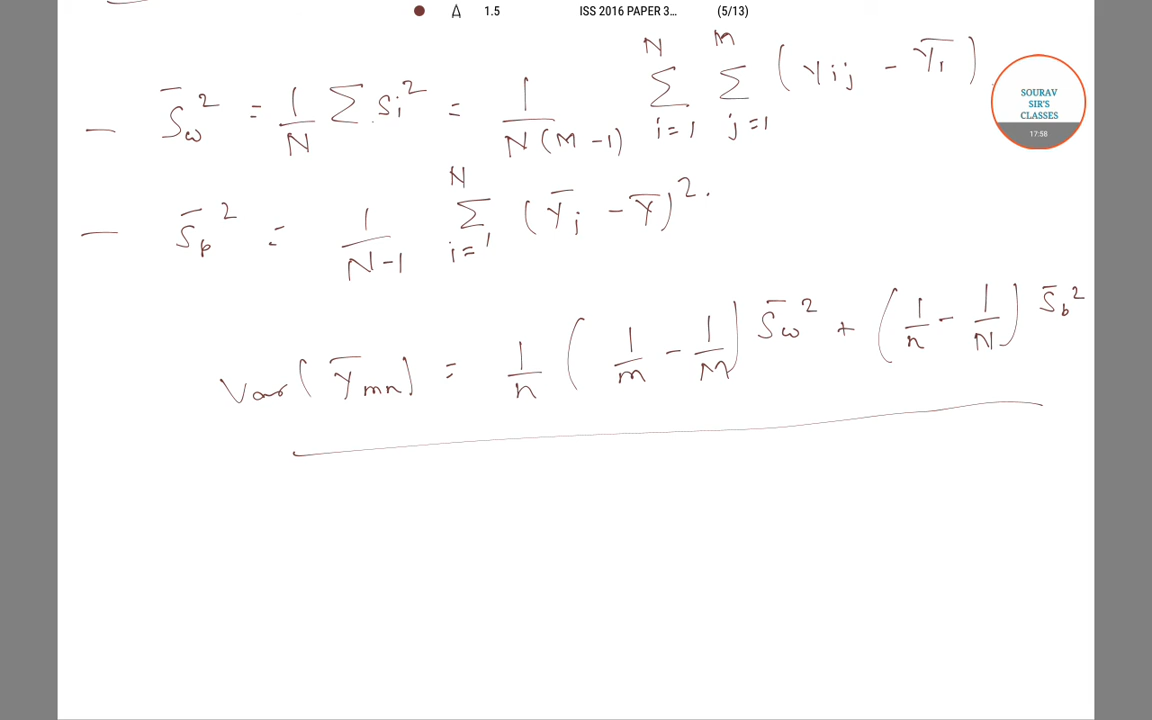 A 1.5 ISS 2016 PAPER 3... (5/13)
SOURAV
SIR'S
CLASSES
17:58
– S̄w² = 1/N Σ Si² = 1/(N(M-1)) Σ_{i=1}^{N} Σ_{j=1}^{M} (Yij - Ȳi)
– S̄b² = 1/(N-1) Σ_{i=1}^{N} (Ȳi - Ȳ)².
Var(Ȳmn) = 1/n (1/m - 1/M) S̄w² + (1/n - 1/N) S̄b²